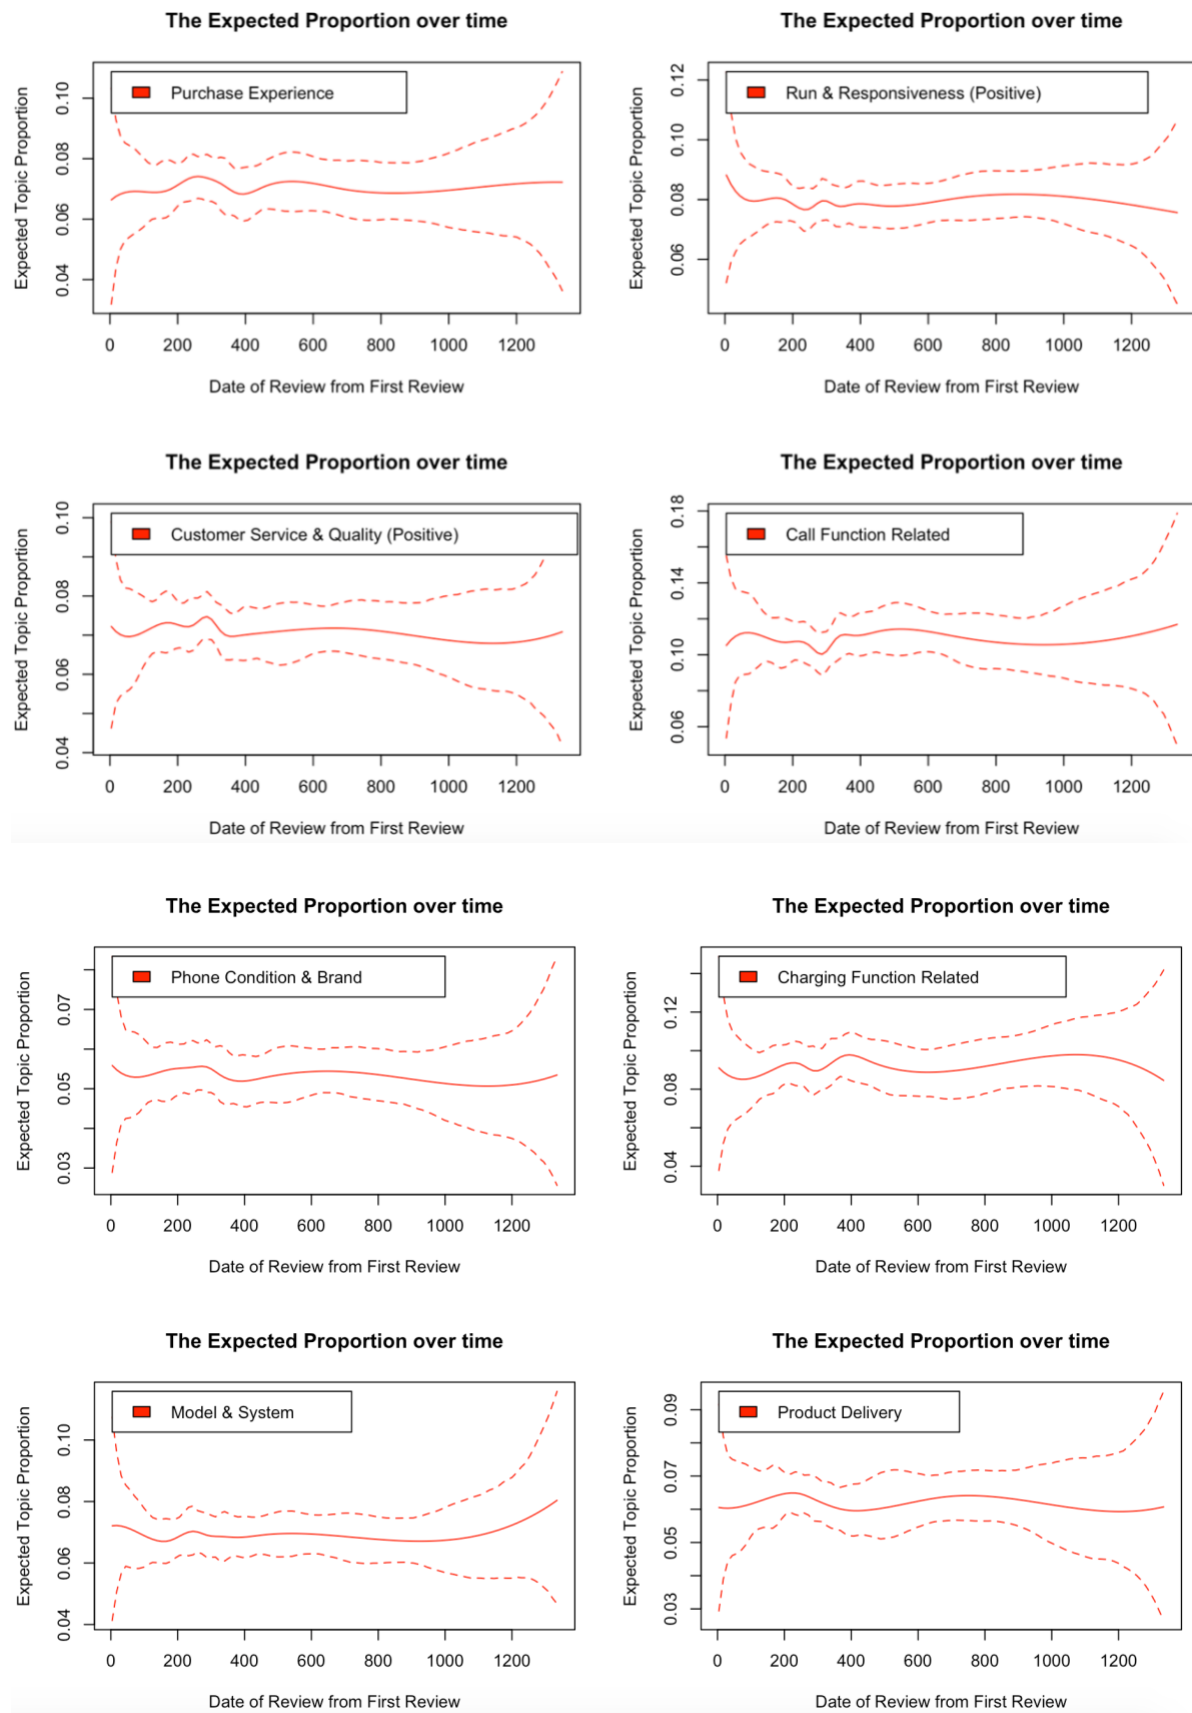 The Expected Proportion over time
The Expected Proportion over time
Expected Topic Proportion
0.04 0.06 0.08 0.10
Purchase Experience
0 200 400 600 800 1000 1200
Date of Review from First Review
Expected Topic Proportion
0.06 0.08 0.10 0.12
Run & Responsiveness (Positive)
0 200 400 600 800 1000 1200
Date of Review from First Review
The Expected Proportion over time
The Expected Proportion over time
Expected Topic Proportion
0.04 0.06 0.08 0.10
Customer Service & Quality (Positive)
0 200 400 600 800 1000 1200
Date of Review from First Review
Expected Topic Proportion
0.06 0.10 0.14 0.18
Call Function Related
0 200 400 600 800 1000 1200
Date of Review from First Review
The Expected Proportion over time
The Expected Proportion over time
Expected Topic Proportion
0.03 0.05 0.07
Phone Condition & Brand
0 200 400 600 800 1000 1200
Date of Review from First Review
Expected Topic Proportion
0.04 0.08 0.12
Charging Function Related
0 200 400 600 800 1000 1200
Date of Review from First Review
The Expected Proportion over time
The Expected Proportion over time
Expected Topic Proportion
0.04 0.06 0.08 0.10
Model & System
0 200 400 600 800 1000 1200
Date of Review from First Review
Expected Topic Proportion
0.03 0.05 0.07 0.09
Product Delivery
0 200 400 600 800 1000 1200
Date of Review from First Review